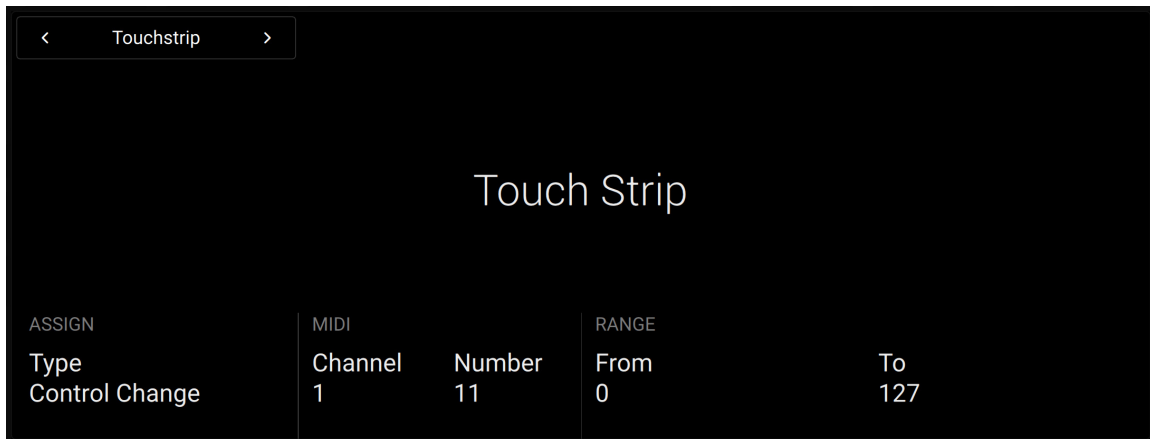 Touchstrip
Touch Strip
ASSIGN
Type
Control Change
MIDI
Channel Number
1 11
RANGE
From To
0 127